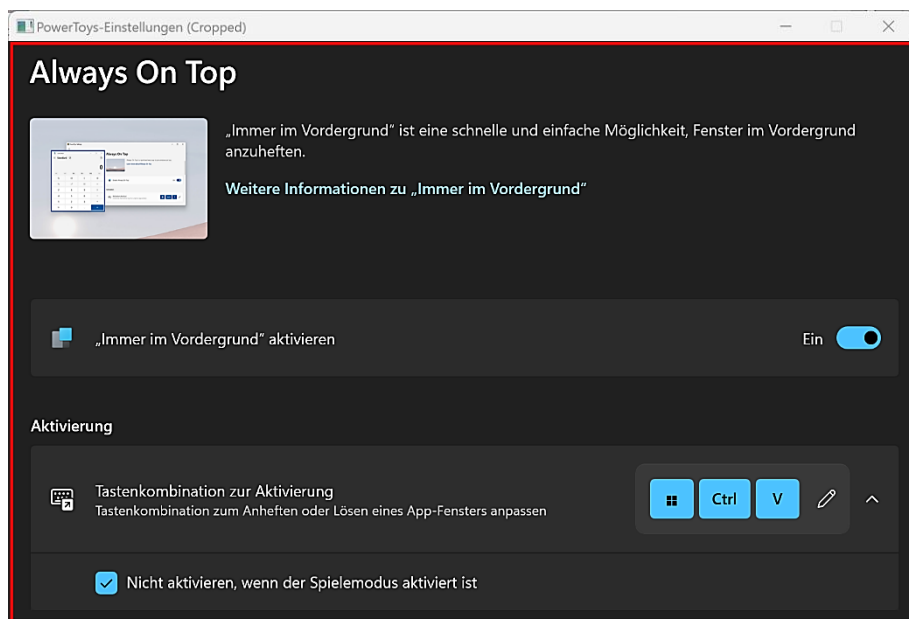 PowerToys-Einstellungen (Cropped)
Always On Top
„Immer im Vordergrund“ ist eine schnelle und einfache Möglichkeit, Fenster im Vordergrund
anzuheften.
Weitere Informationen zu „Immer im Vordergrund“
„Immer im Vordergrund“ aktivieren
Ein
Aktivierung
Tastenkombination zur Aktivierung
Tastenkombination zum Anheften oder Lösen eines App-Fensters anpassen
Ctrl V
Nicht aktivieren, wenn der Spielemodus aktiviert ist